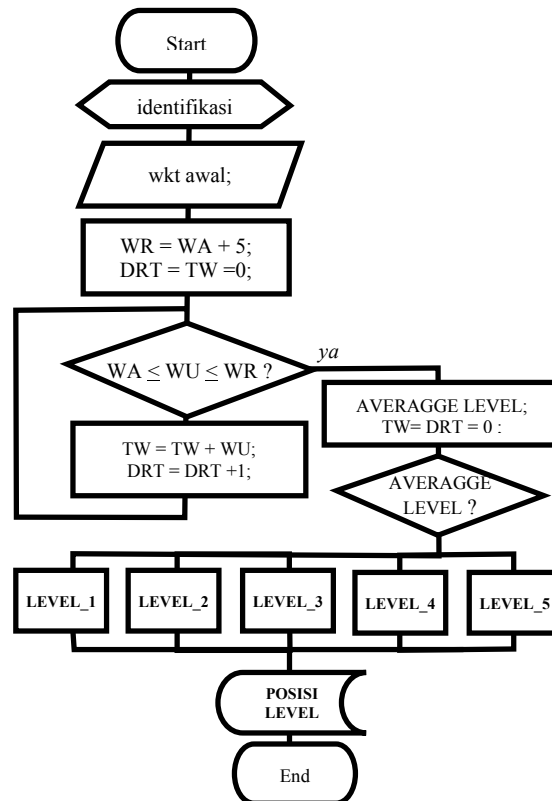 Start
identifikasi
wkt awal;
WR = WA + 5;
DRT = TW =0;
WA ≤ WU ≤ WR ?
ya
TW = TW + WU;
DRT = DRT +1;
AVERAGGE LEVEL;
TW= DRT = 0 :
AVERAGGE
LEVEL ?
LEVEL_1
LEVEL_2
LEVEL_3
LEVEL_4
LEVEL_5
POSISI
LEVEL
End